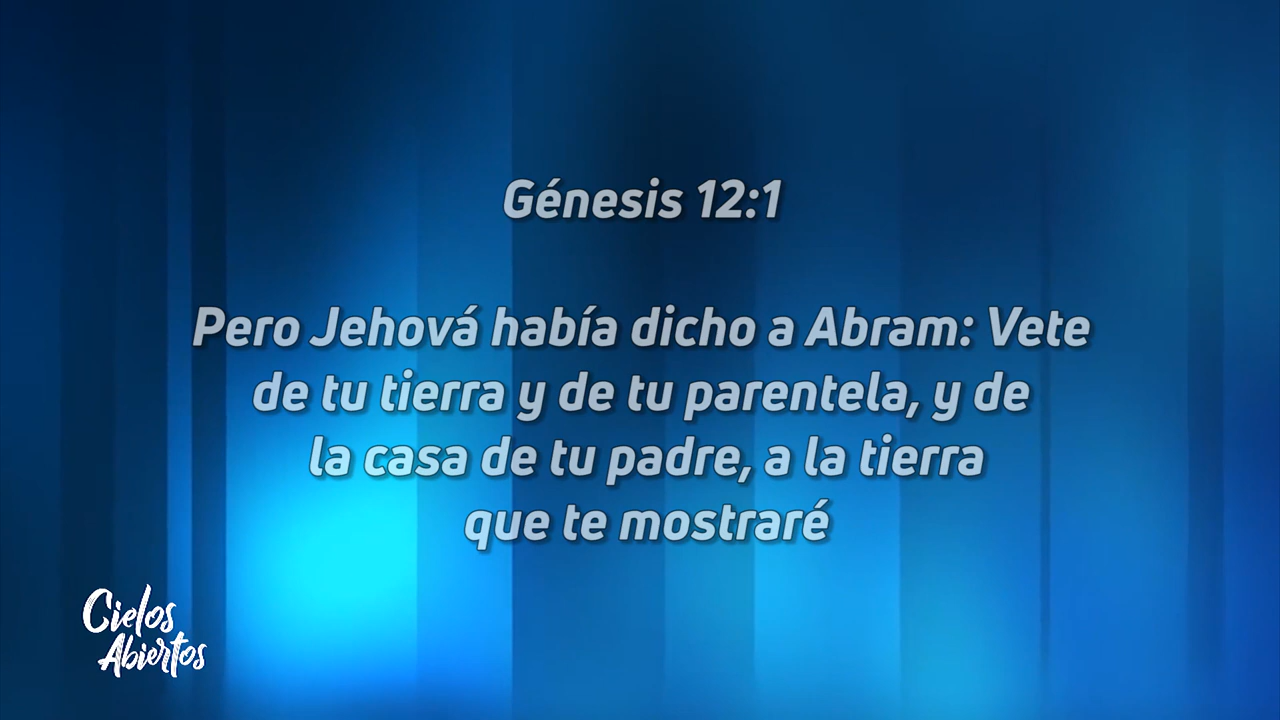 Génesis 12:1
Pero Jehová había dicho a Abram: Vete
de tu tierra y de tu parentela, y de
la casa de tu padre, a la tierra
que te mostraré
Cielos
Abiertos